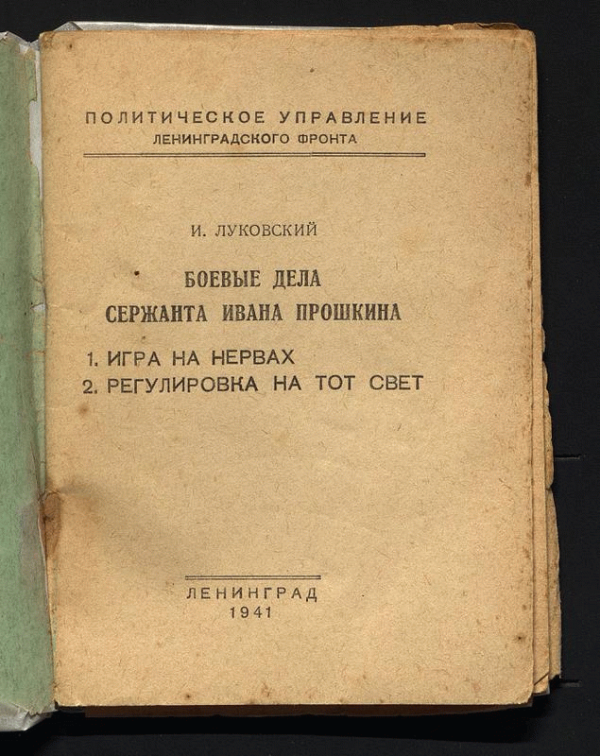 ПОЛИТИЧЕСКОЕ УПРАВЛЕНИЕ
ЛЕНИНГРАДСКОГО ФРОНТА
И. ЛУКОВСКИЙ
БОЕВЫЕ ДЕЛА
СЕРЖАНТА ИВАНА ПРОШКИНА
1. ИГРА НА НЕРВАХ
2. РЕГУЛИРОВКА НА ТОТ СВЕТ
ЛЕНИНГРАД
1941